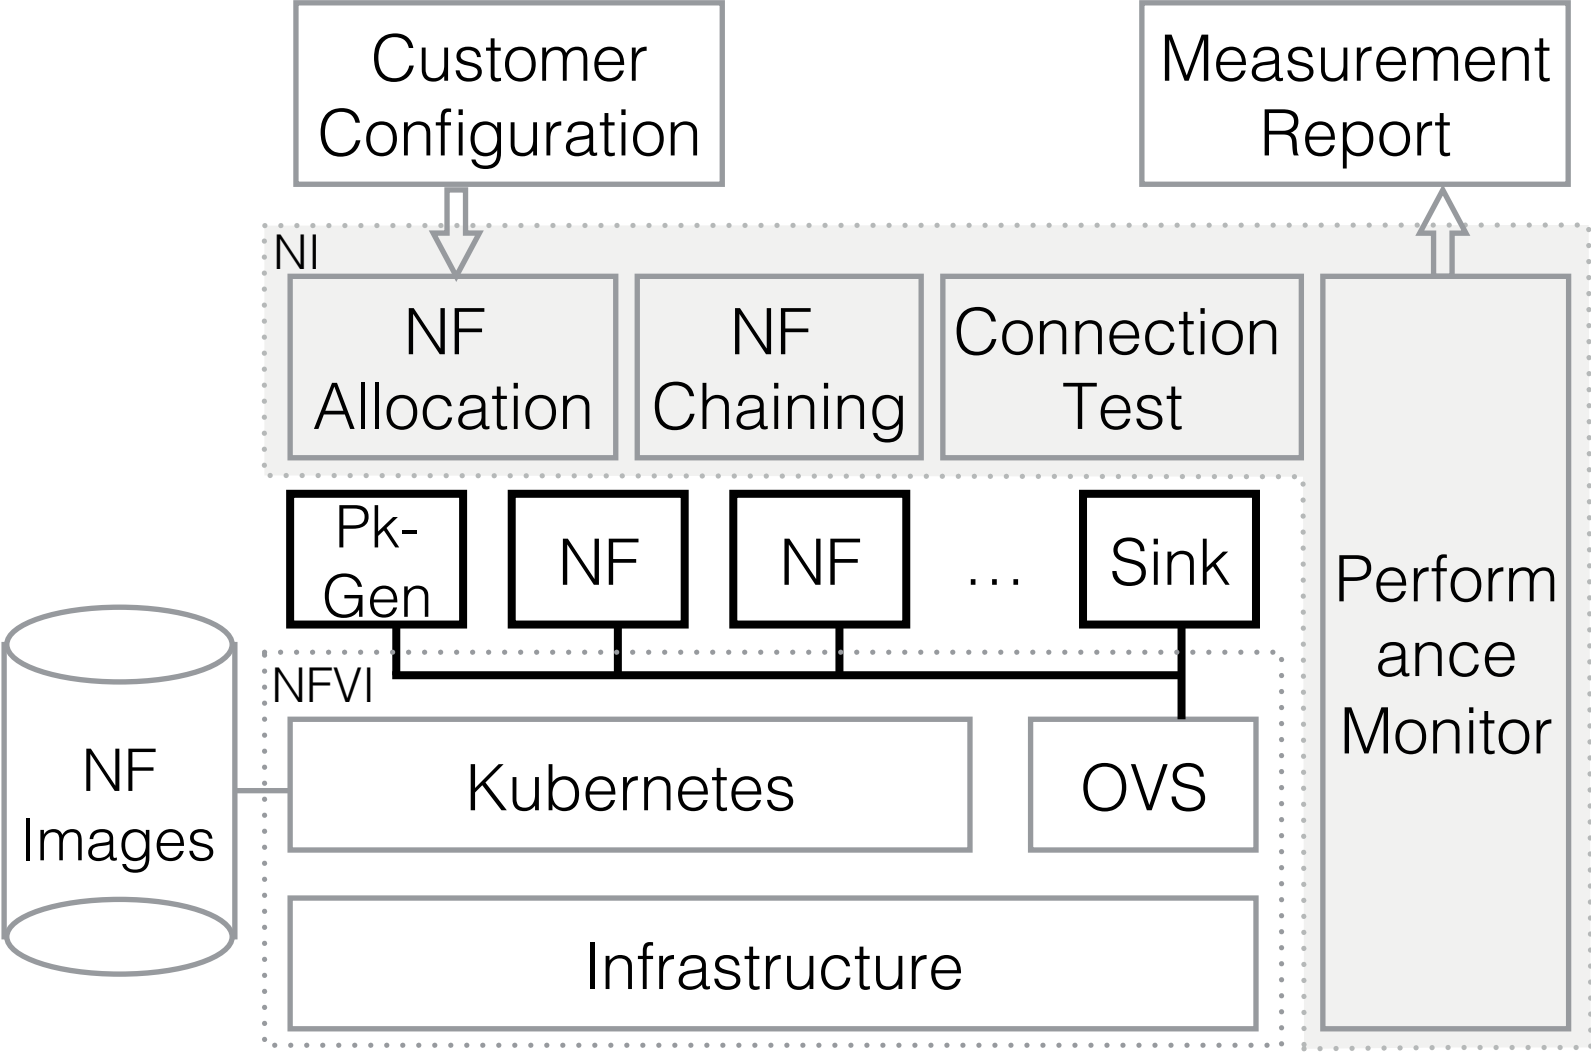 Customer
Configuration
Measurement
Report
NI
NF
Allocation
NF
Chaining
Connection
Test
Pk-
Gen
NF
NF
...
Sink
Perform
ance
Monitor
NFVI
NF
Images
Kubernetes
OVS
Infrastructure